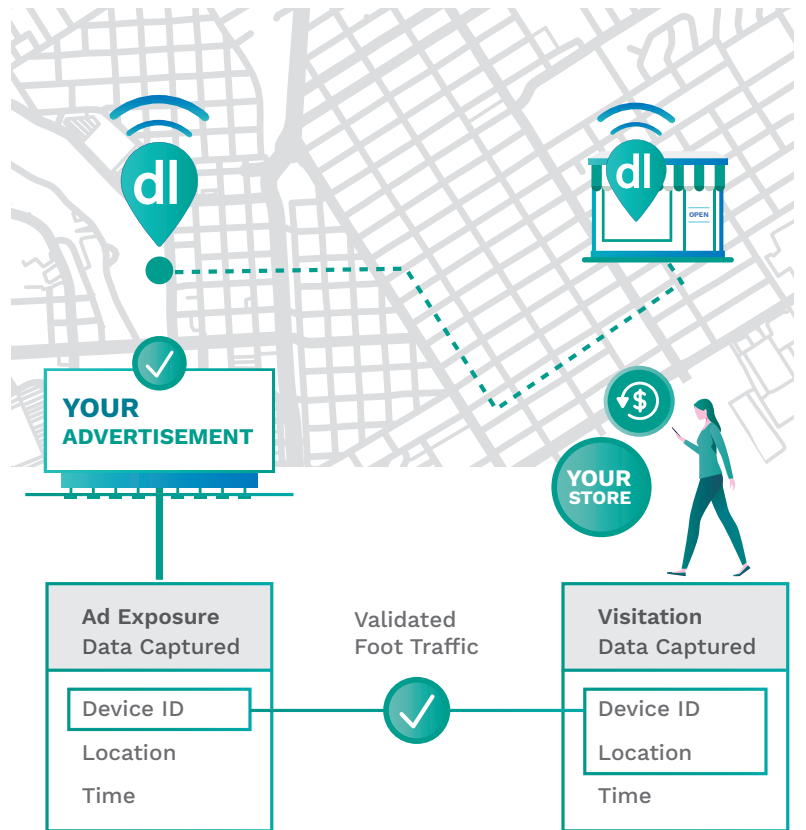 dl
dl
OPEN
YOUR
ADVERTISEMENT
$
YOUR
STORE
Ad Exposure
Data Captured
Device ID
Location
Time
Validated
Foot Traffic
Visitation
Data Captured
Device ID
Location
Time